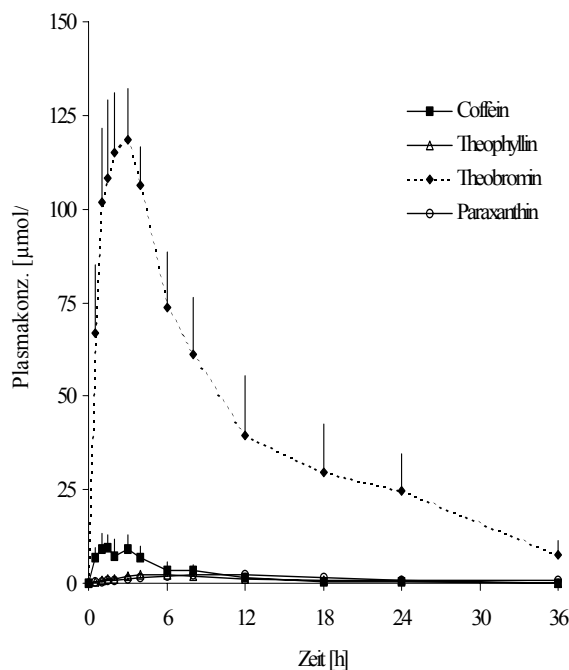 150
125
100
75
50
25
0
Plasmakonz. [µmol/
Coffein
Theophyllin
Theobromin
Paraxanthin
0 6 12 18 24 30 36
Zeit [h]